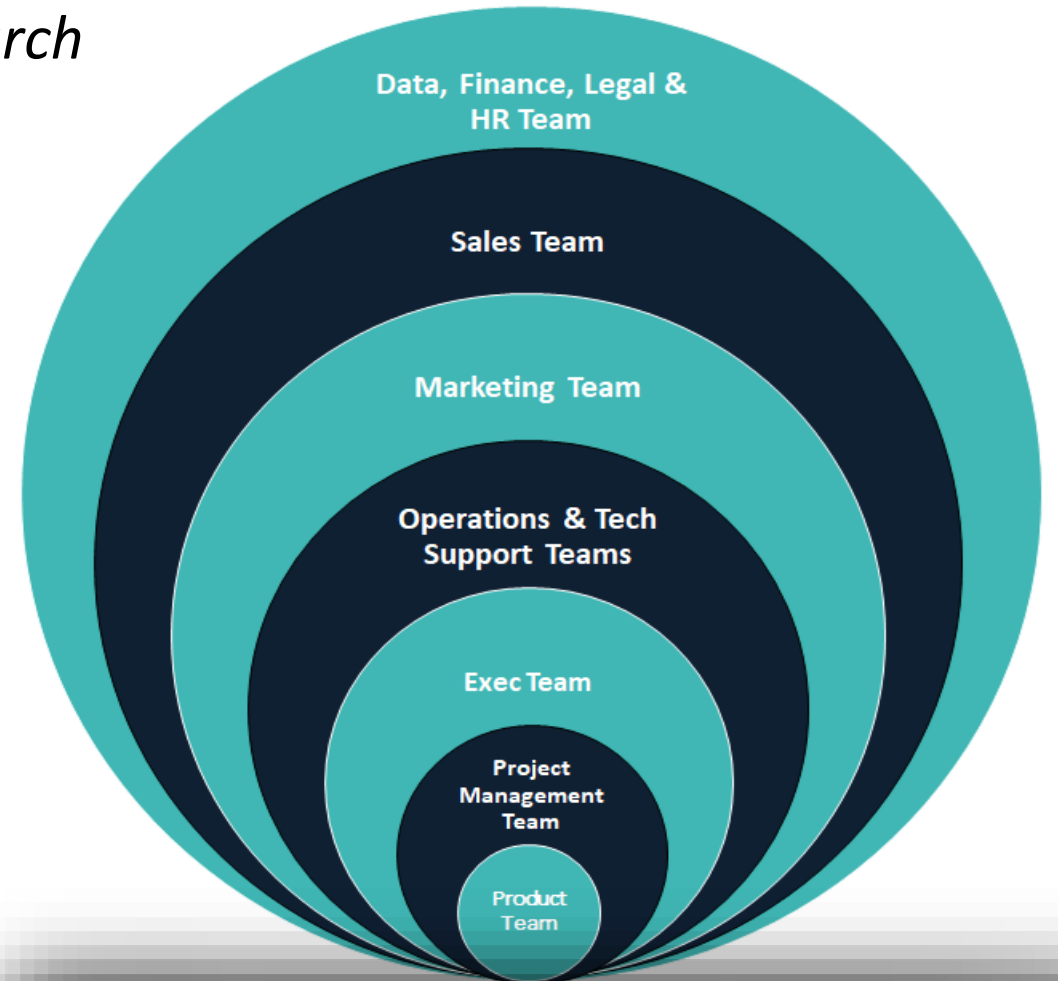 rch
Data, Finance, Legal &
HR Team
Sales Team
Marketing Team
Operations & Tech
Support Teams
Exec Team
Project
Management
Team
Product
Team